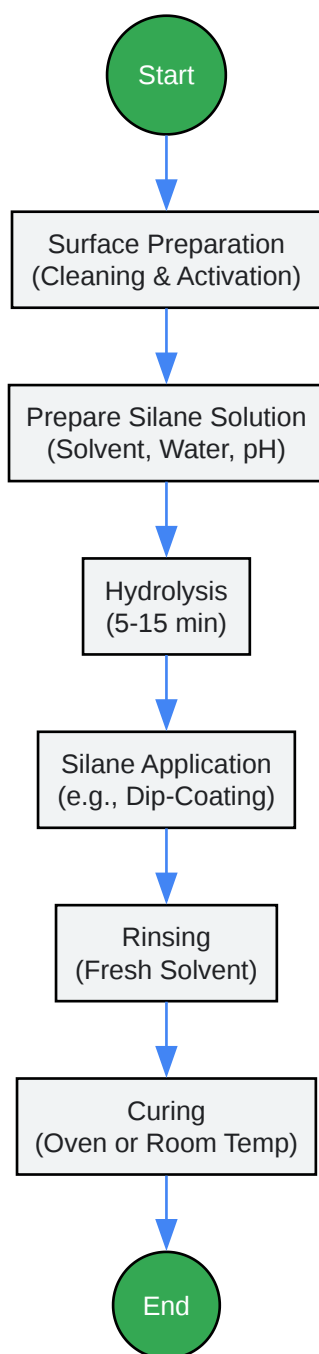 Start
Surface Preparation
(Cleaning & Activation)
Prepare Silane Solution
(Solvent, Water, pH)
Hydrolysis
(5-15 min)
Silane Application
(e.g., Dip-Coating)
Rinsing
(Fresh Solvent)
Curing
(Oven or Room Temp)
End